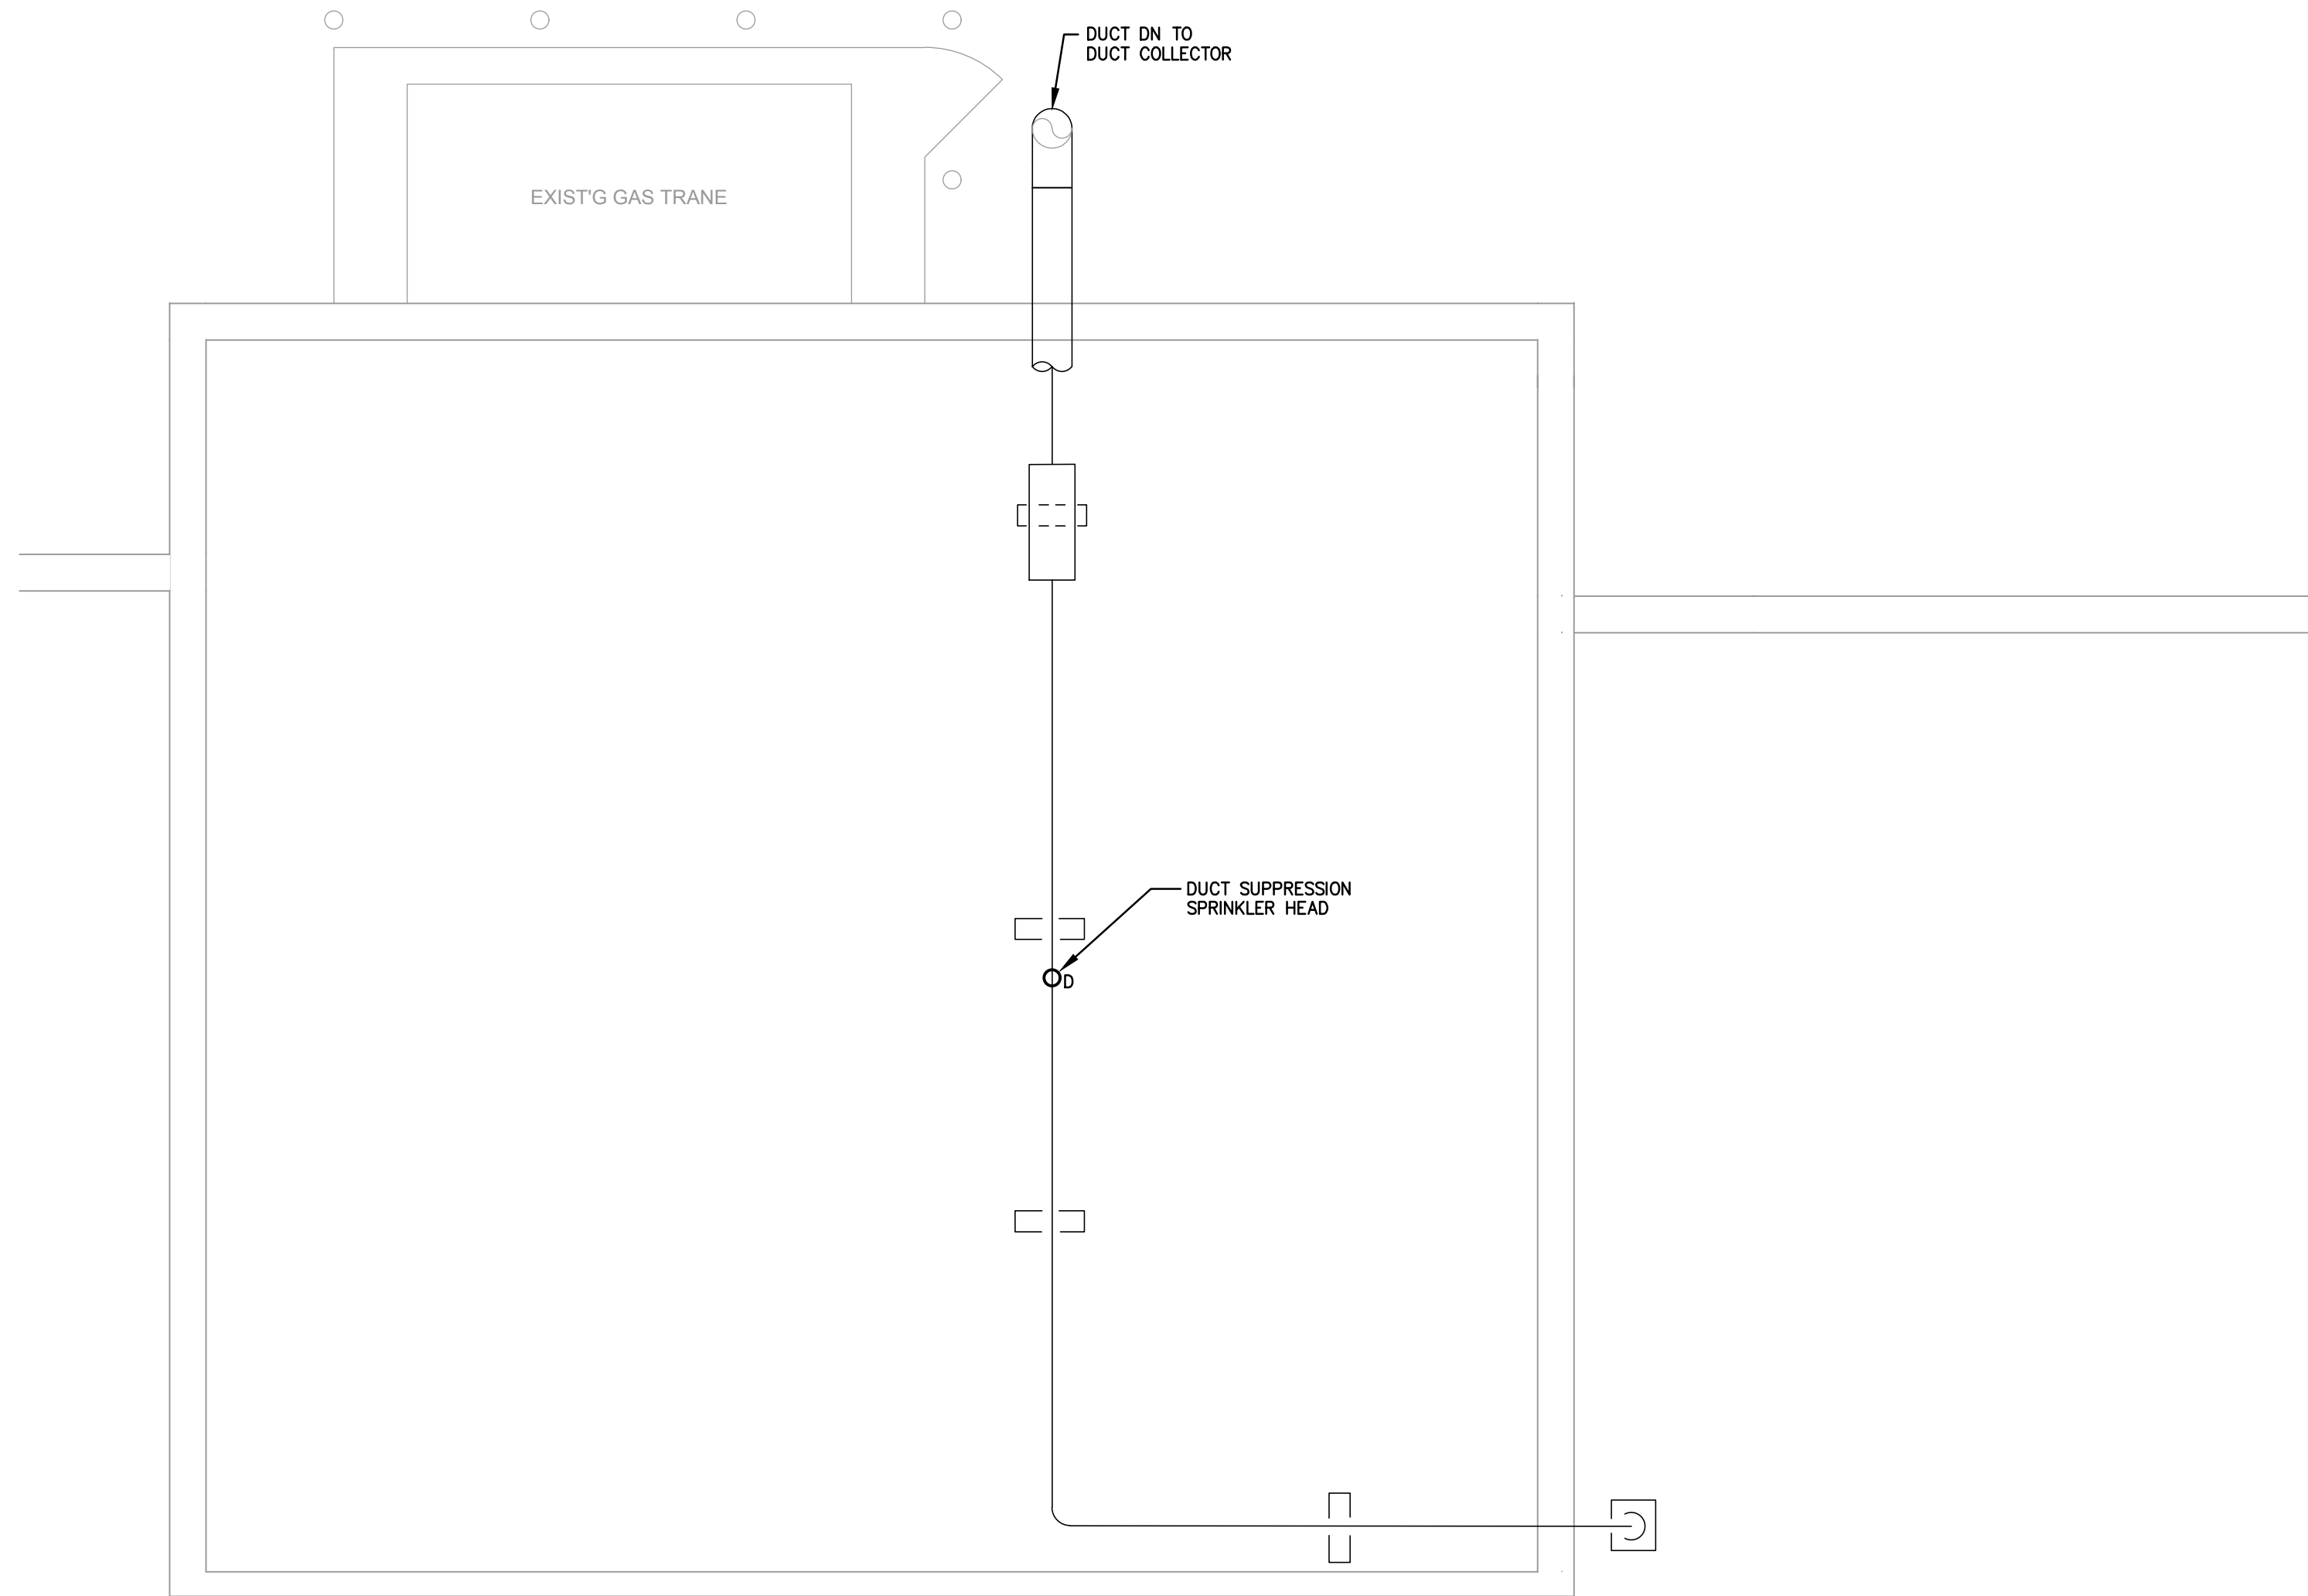 DUCT DN TO
DUCT COLLECTOR
EXIST'G GAS TRANE
DUCT SUPPRESSION
SPRINKLER HEAD
D